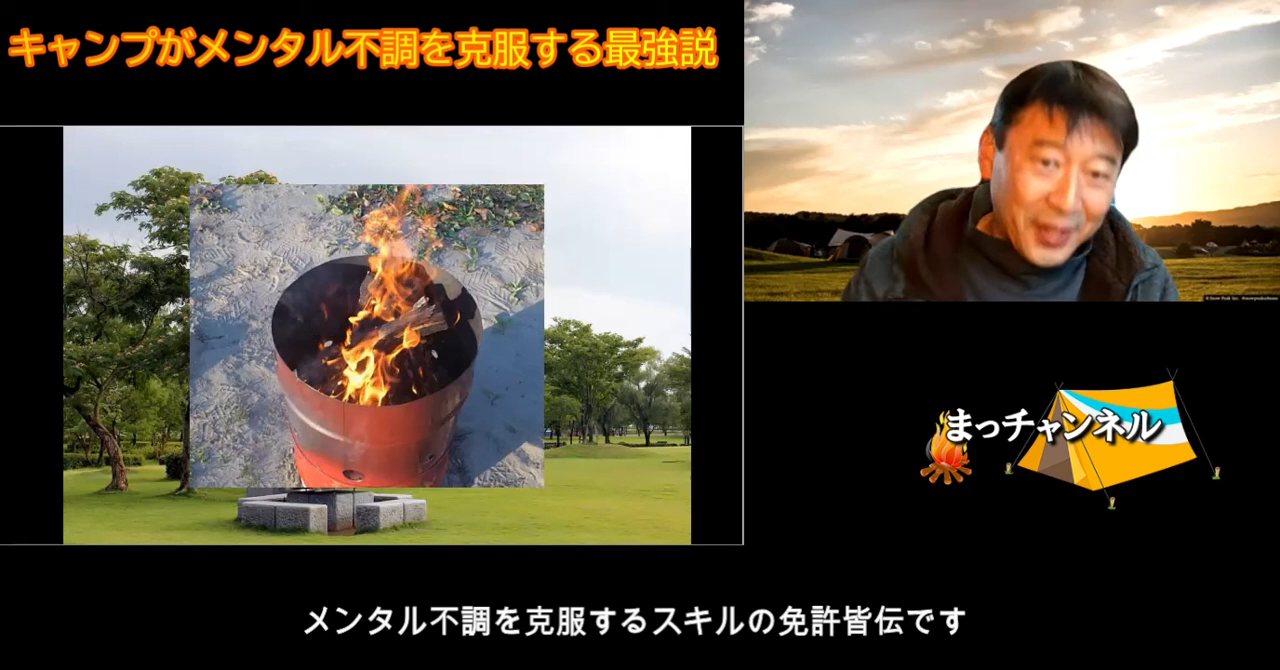 キャンプがメンタル不調を克服する最強説
まっチャンネル
メンタル不調を克服するスキルの免許皆伝です